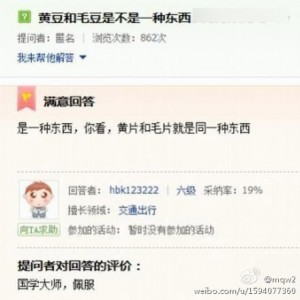 黄豆和毛豆是不是一种东西
提问者：匿名 | 浏览次数：862次
我来帮他解答
满意回答
是一种东西，你看，黄片和毛片就是同一种东西
回答者：hbk123222 | 六级 采纳率：19%
擅长领域：交通出行
参加的活动：暂时没有参加的活动
向TA求助
提问者对回答的评价：
国学大师，佩服
@mqw2
weibo.com/u/1594077360